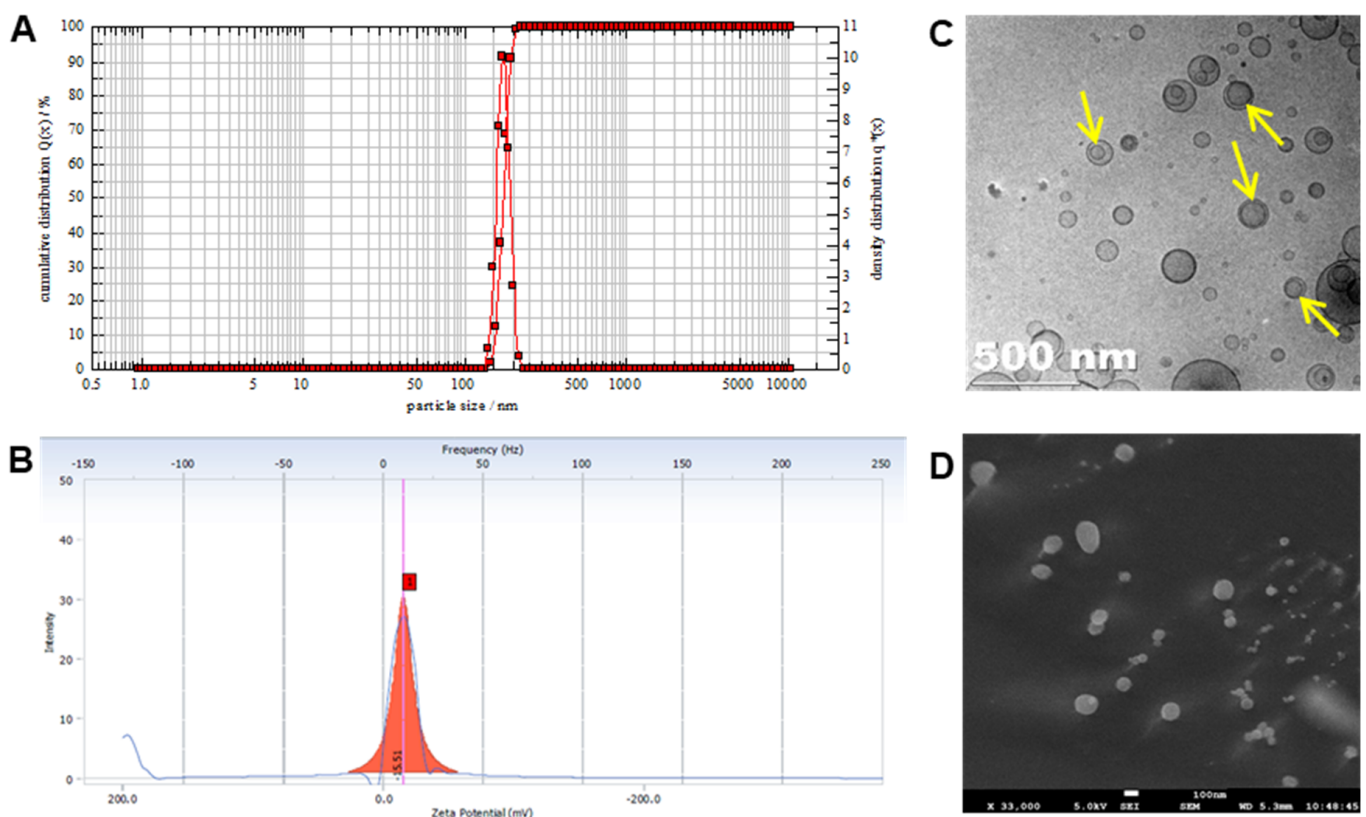 A
100
90
80
70
60
50
40
30
20
10
0
cumulative distribution Q(x) / %
11
10
9
8
7
6
5
4
3
2
1
0
density distribution q*(x)
0.5 1.0 5 10 50 100 500 1000 5000 10000
particle size / nm
B
Frequency (Hz)
-150 -100 -50 0 50 100 150 200 250
50
40
30
20
10
0
Intensity
1
-15.51
200.0 0.0 -200.0
Zeta Potential (mV)
C
500 nm
D
100nm
X 33,000 5.0kV SEI SEM WD 5.3mm 10:48:45